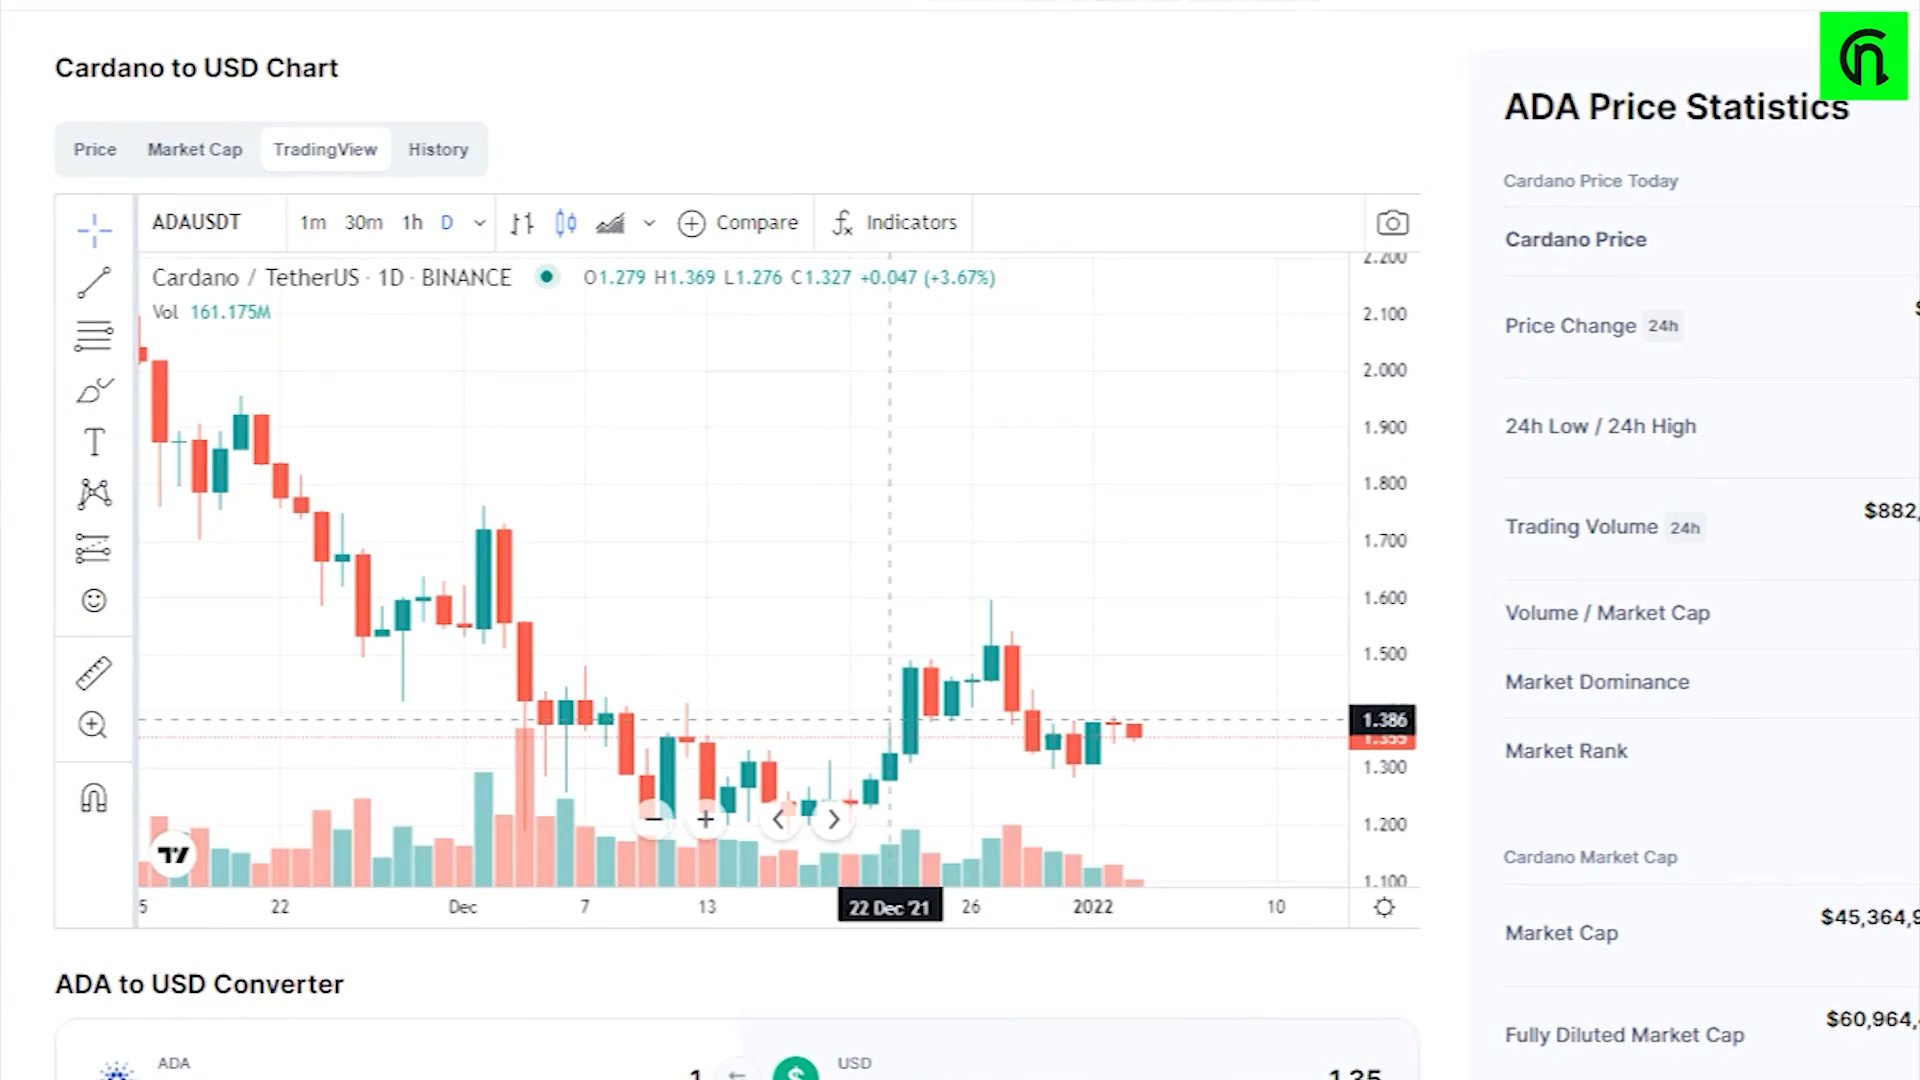 Cardano to USD Chart
ADA Price Statistics
Price Market Cap TradingView History
Cardano Price Today
ADAUSDT 1m 30m 1h D Compare Indicators
Cardano Price
Cardano / TetherUS · 1D · BINANCE O1.279 H1.369 L1.276 C1.327 +0.047 (+3.67%)
Vol 161.175M
2.200
2.100
2.000
1.900
1.800
1.700
1.600
1.500
1.386
1.355
1.300
1.200
1.100
Price Change 24h
24h Low / 24h High
Trading Volume 24h $882,
Volume / Market Cap
Market Dominance
Market Rank
Cardano Market Cap
Market Cap $45,364,9
Fully Diluted Market Cap $60,964,
5 22 Dec 7 13 22 Dec '21 26 2022 10
ADA to USD Converter
ADA 1 USD 1.35